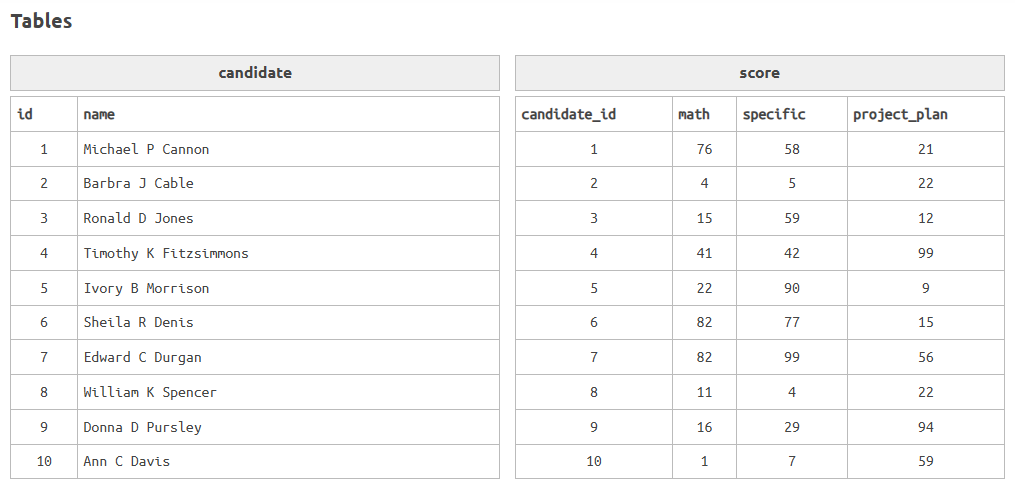 Tables
candidate score
id name candidate_id math specific project_plan
1 Michael P Cannon 1 76 58 21
2 Barbra J Cable 2 4 5 22
3 Ronald D Jones 3 15 59 12
4 Timothy K Fitzsimmons 4 41 42 99
5 Ivory B Morrison 5 22 90 9
6 Sheila R Denis 6 82 77 15
7 Edward C Durgan 7 82 99 56
8 William K Spencer 8 11 4 22
9 Donna D Pursley 9 16 29 94
10 Ann C Davis 10 1 7 59